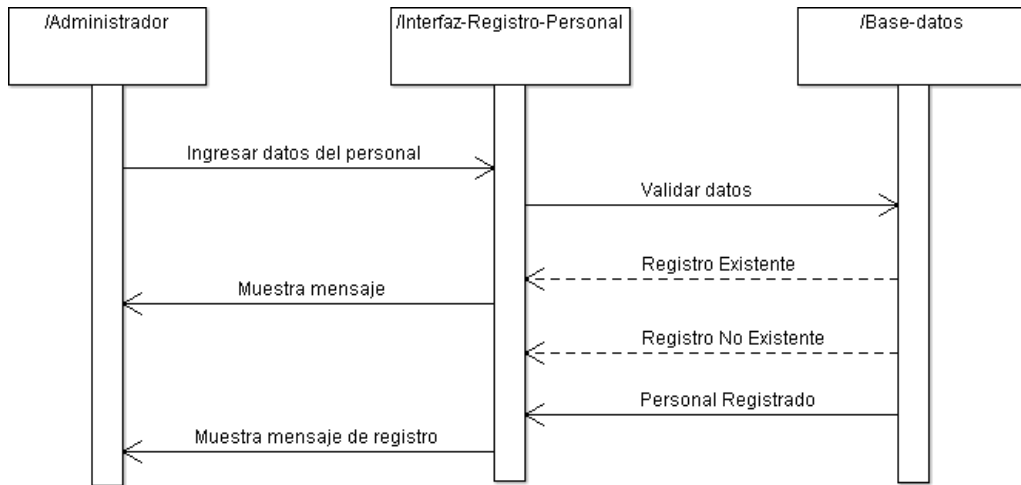 /Administrador
/Interfaz-Registro-Personal
/Base-datos
Ingresar datos del personal
Validar datos
Registro Existente
Muestra mensaje
Registro No Existente
Personal Registrado
Muestra mensaje de registro